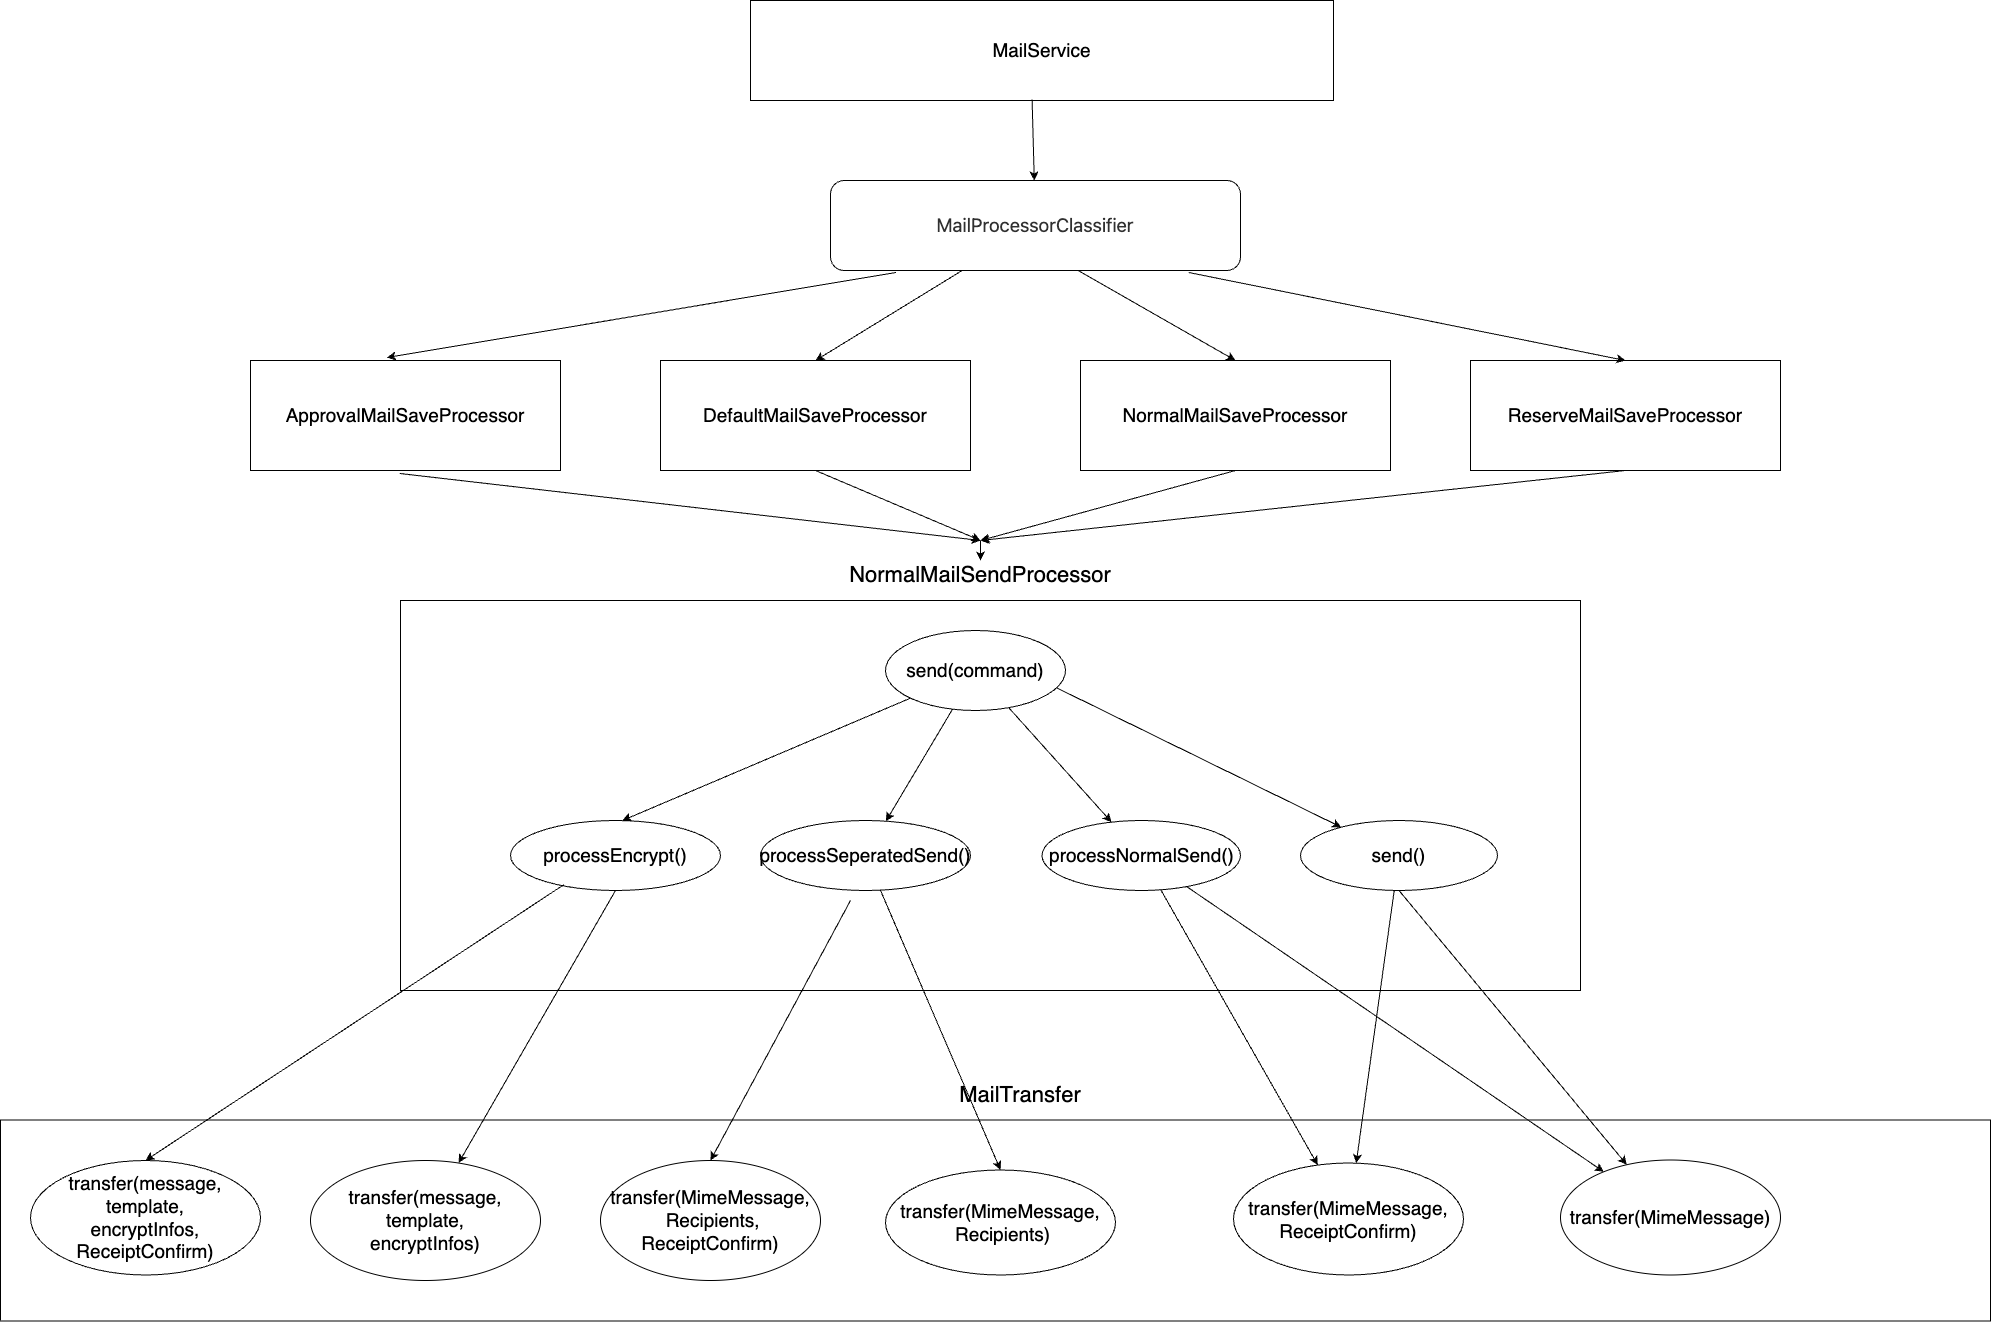 MailService
MailProcessorClassifier
ApprovalMailSaveProcessor
DefaultMailSaveProcessor
NormalMailSaveProcessor
ReserveMailSaveProcessor
NormalMailSendProcessor
send(command)
processEncrypt()
processSeperatedSend()
processNormalSend()
send()
MailTransfer
transfer(message,
template,
encryptInfos,
ReceiptConfirm)
transfer(message,
template,
encryptInfos)
transfer(MimeMessage,
Recipients,
ReceiptConfirm)
transfer(MimeMessage,
Recipients)
transfer(MimeMessage,
ReceiptConfirm)
transfer(MimeMessage)